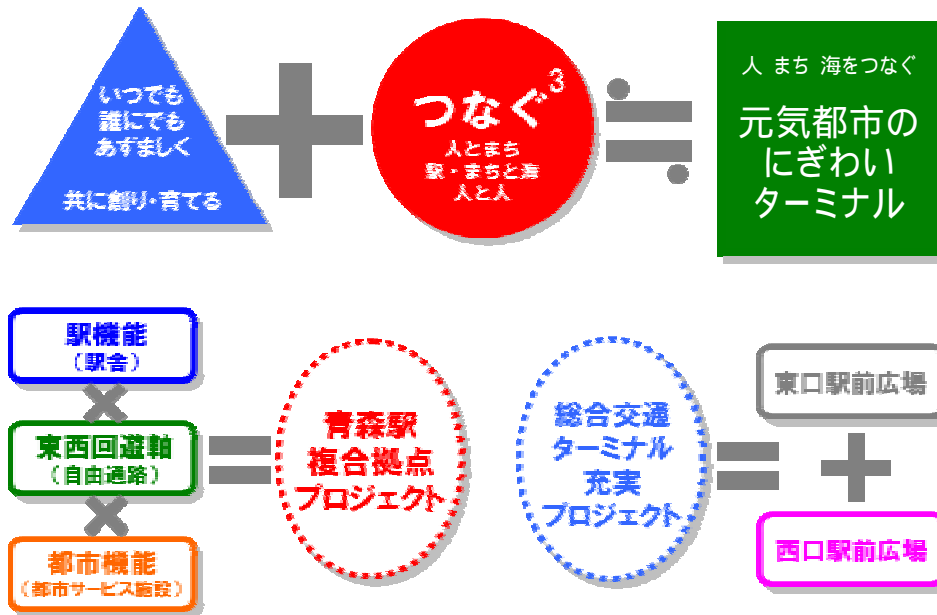 いつでも
誰にでも
あずましく
共に創り・育てる
つなぐ³
人とまち
駅・まちと海
人と人
人 まち 海をつなぐ
元気都市の
にぎわい
ターミナル
駅機能
（駅舎）
東西回遊軸
（自由通路）
都市機能
（都市サービス施設）
青森駅
複合拠点
プロジェクト
総合交通
ターミナル
充実
プロジェクト
東口駅前広場
西口駅前広場